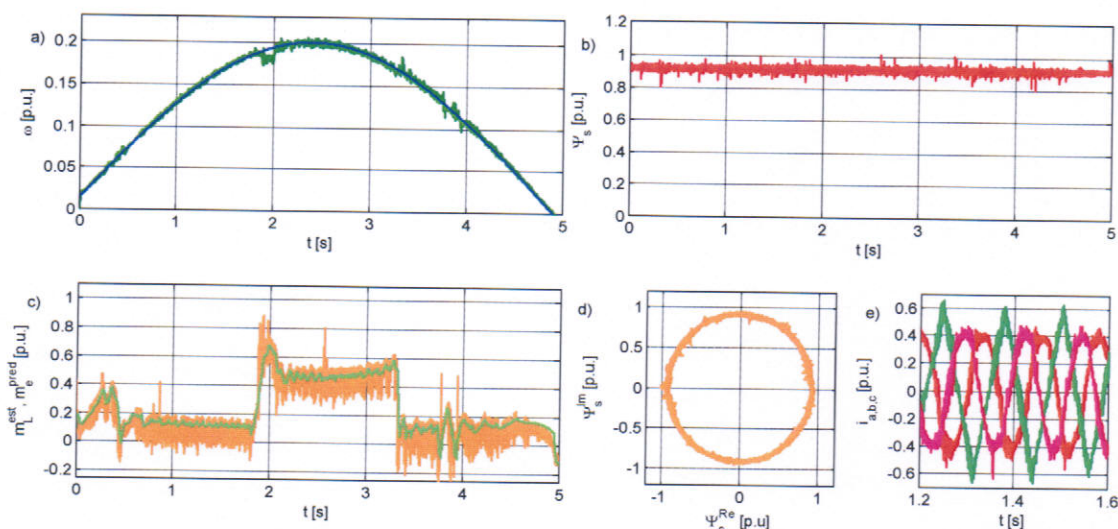 a)
0.2
0.15
0.1
0.05
0
ω [p.u.]
0 1 2 3 4 5
t [s]
b)
1.2
1
0.8
0.6
0.4
0.2
0
Ψs [p.u.]
0 1 2 3 4 5
t [s]
c)
1
0.8
0.6
0.4
0.2
0
-0.2
mL^est, me^pred [p.u.]
0 1 2 3 4 5
t [s]
d)
1
0.5
0
-0.5
-1
Ψs^Im [p.u.]
-1 0 1
Ψs^Re [p.u]
e)
0.6
0.4
0.2
0
-0.2
-0.4
-0.6
i a,b,c [p.u.]
1.2 1.4 1.6
t [s]